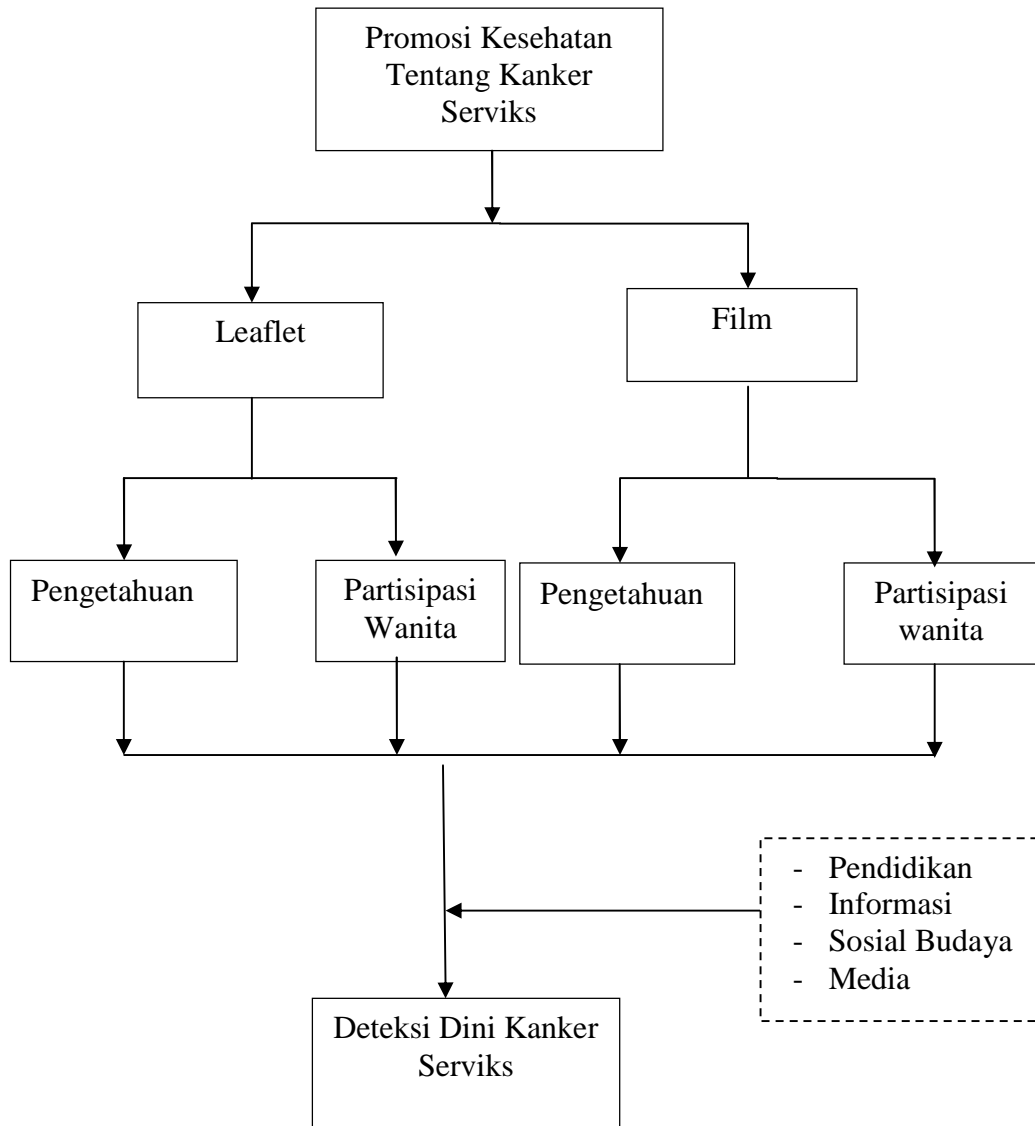 Promosi Kesehatan
Tentang Kanker
Serviks
Leaflet
Film
Pengetahuan
Partisipasi
Wanita
Pengetahuan
Partisipasi
wanita
- Pendidikan
- Informasi
- Sosial Budaya
- Media
Deteksi Dini Kanker
Serviks